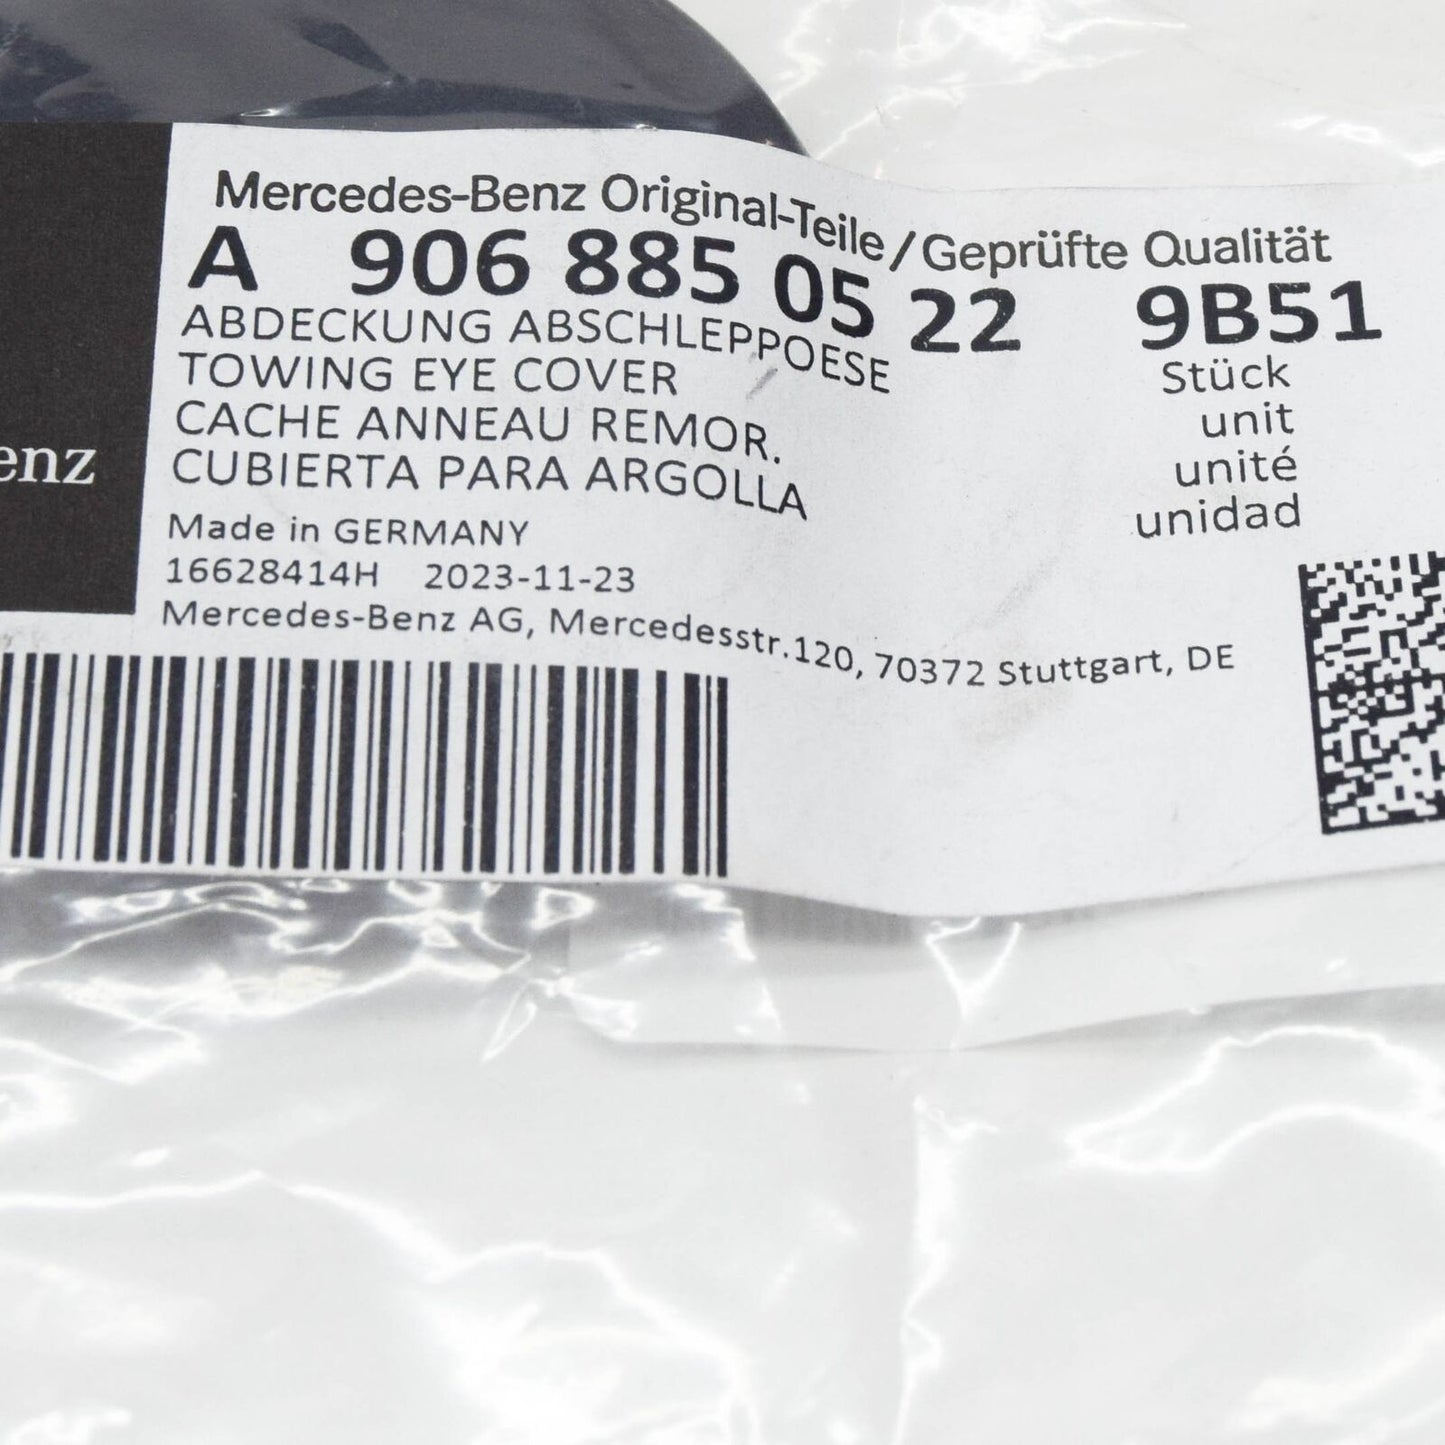 Mercedes-Benz Original-Teile/Geprüfte Qualität
A 906 885 05 22 9B51
ABDECKUNG ABSCHLEPPOESE
TOWING EYE COVER
CACHE ANNEAU REMOR.
CUBIERTA PARA ARGOLLA
Stück
unit
unité
unidad
enz
Made in GERMANY
16628414H 2023-11-23
Mercedes-Benz AG, Mercedesstr.120, 70372 Stuttgart, DE